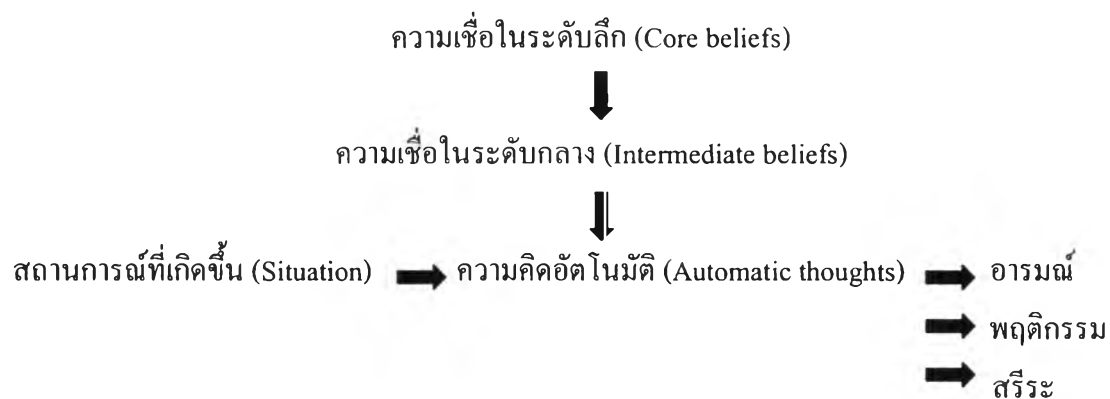 ความเชื่อในระดับลึก (Core beliefs)
ความเชื่อในระดับกลาง (Intermediate beliefs)
สถานการณ์ที่เกิดขึ้น (Situation) ความคิดอัตโนมัติ (Automatic thoughts) อารมณ์
พฤติกรรม
สรีระ